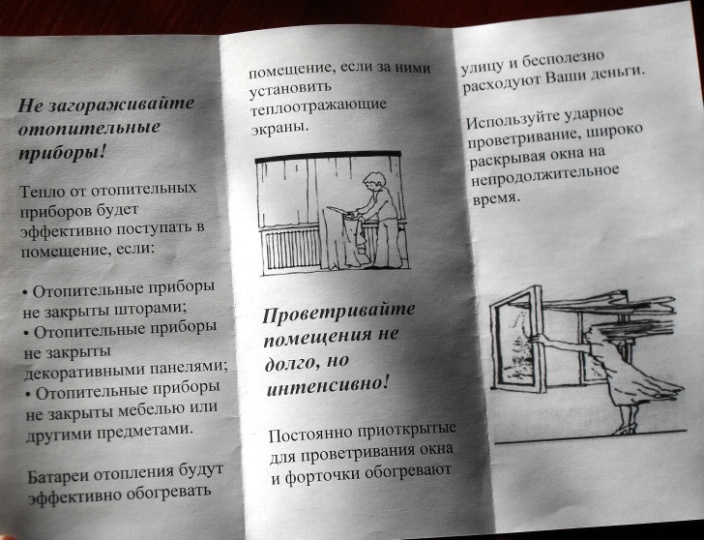 Не загораживайте
отопительные
приборы!
Тепло от отопительных
приборов будет
эффективно поступать в
помещение, если:
• Отопительные приборы
не закрыты шторами;
• Отопительные приборы
не закрыты
декоративными панелями;
• Отопительные приборы
не закрыты мебелью или
другими предметами.
Батареи отопления будут
эффективно обогревать
помещение, если за ними
установить
теплоотражающие
экраны.
Проветривайте
помещения не
долго, но
интенсивно!
Постоянно приоткрытые
для проветривания окна
и форточки обогревают
улицу и бесполезно
расходуют Ваши деньги.
Используйте ударное
проветривание, широко
раскрывая окна на
непродолжительное
время.